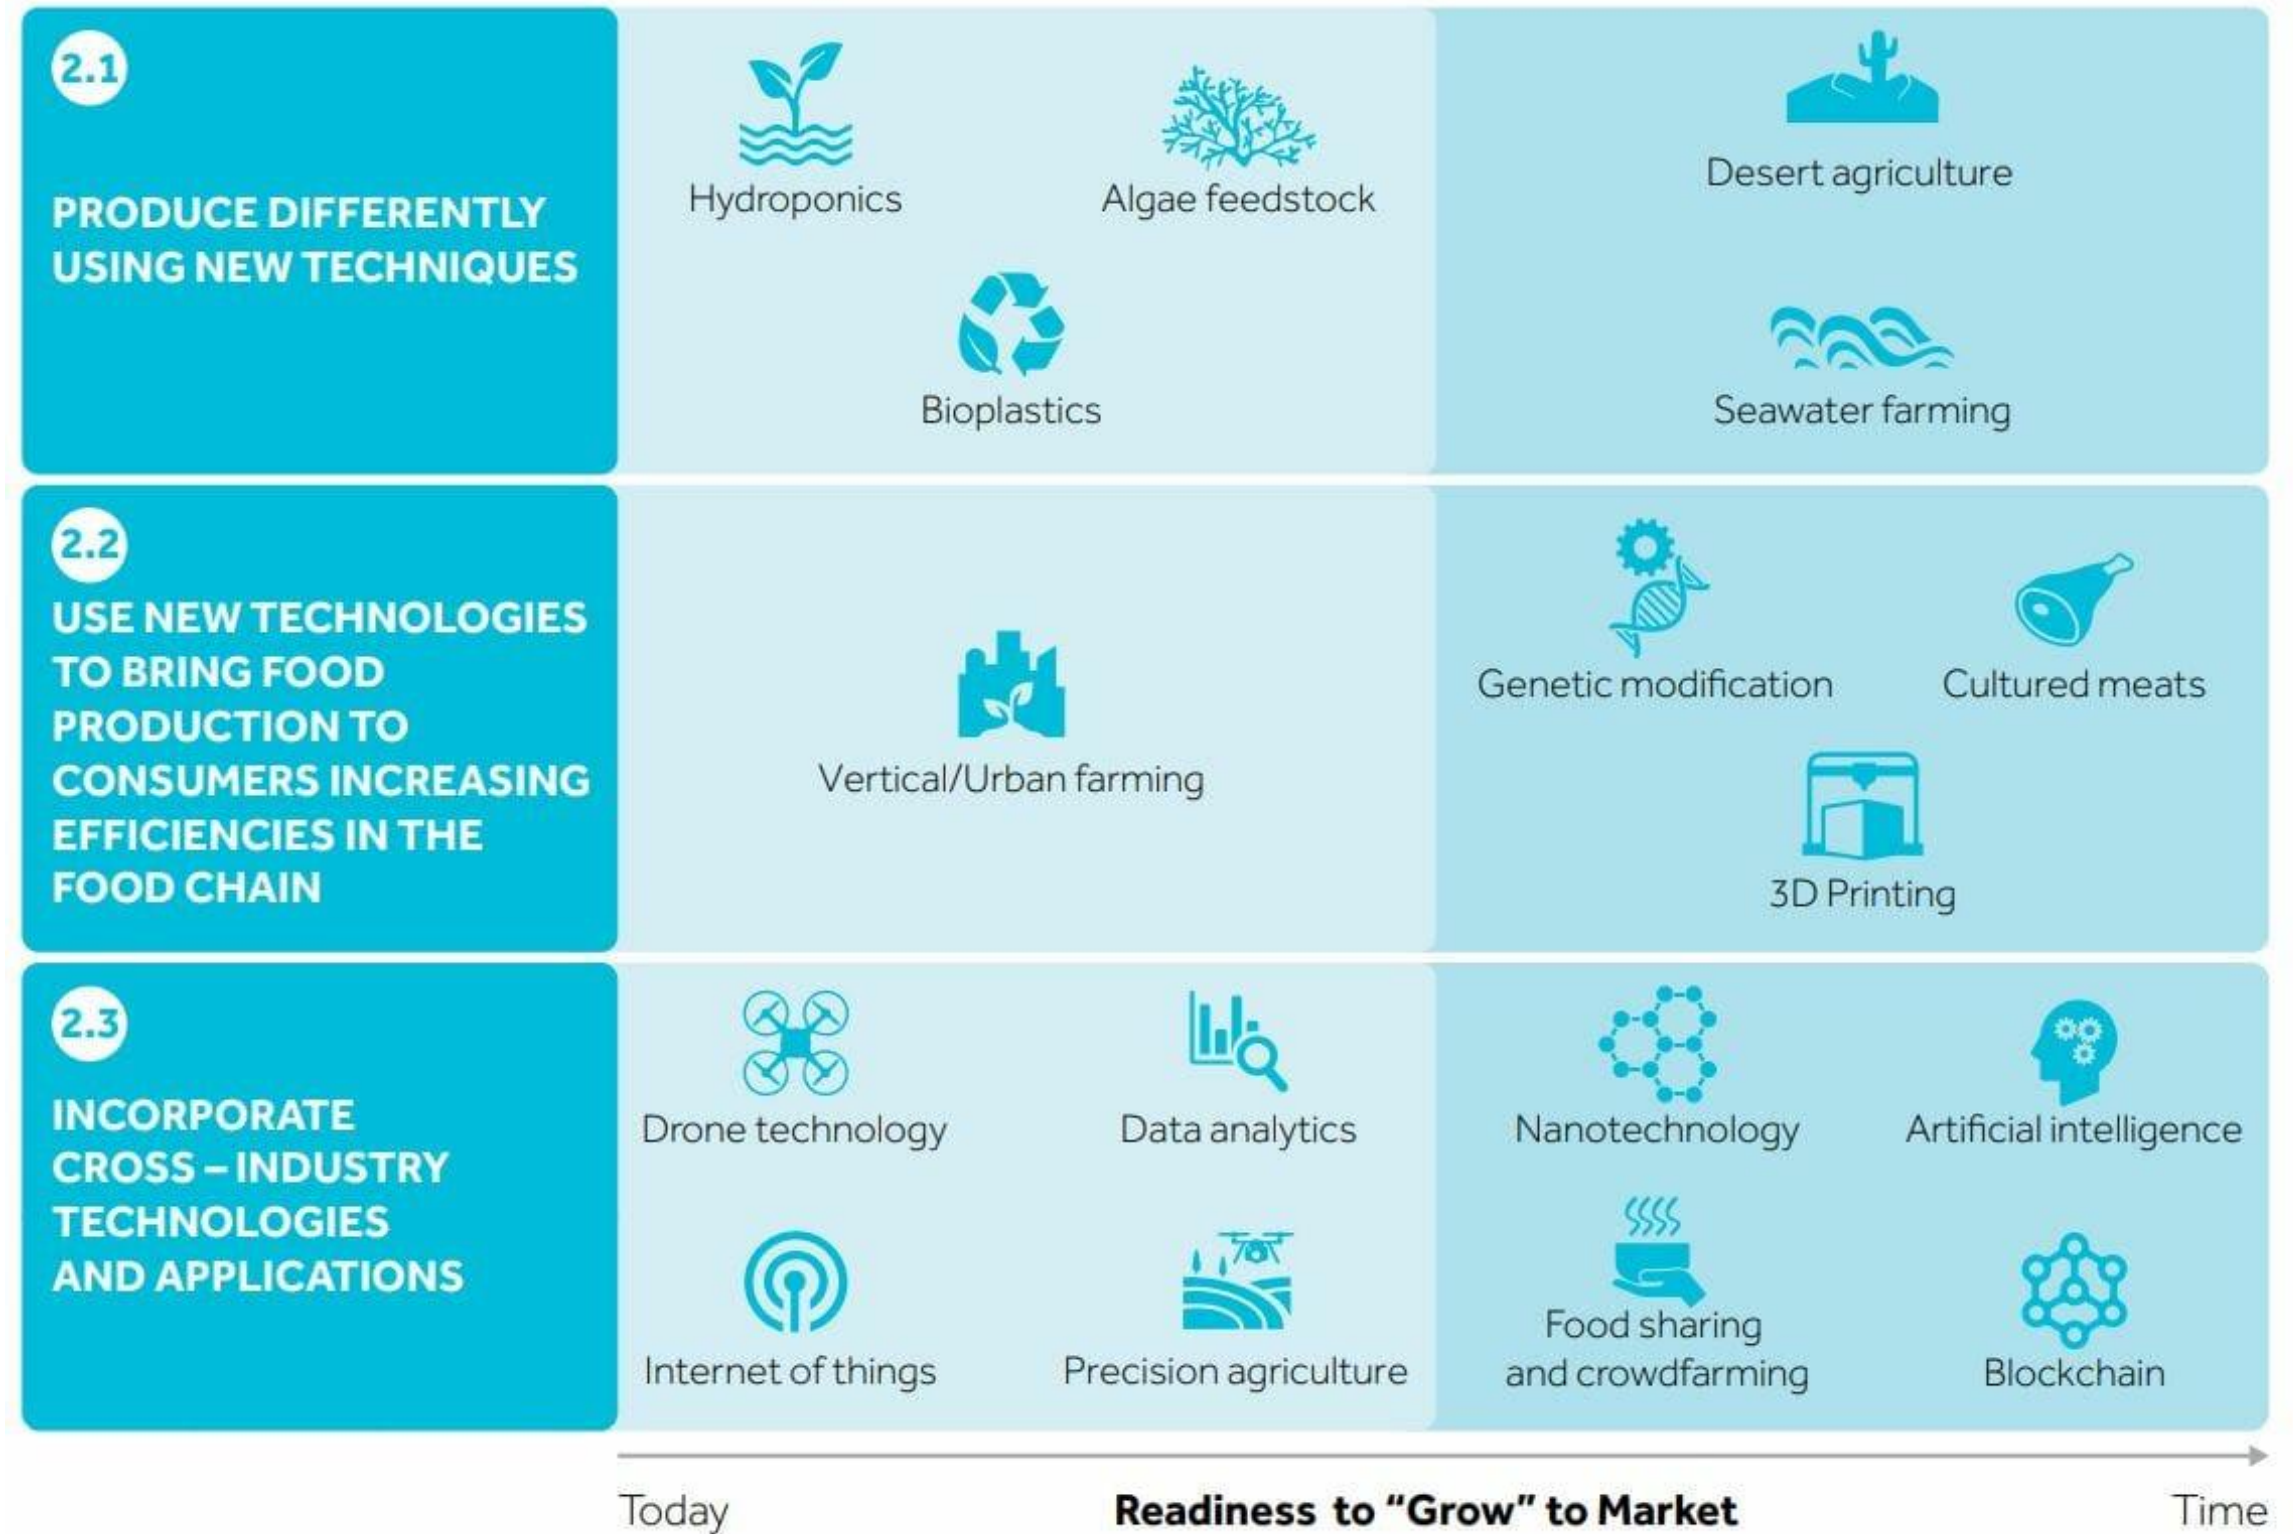 2.1
PRODUCE DIFFERENTLY
USING NEW TECHNIQUES
Hydroponics
Algae feedstock
Bioplastics
Desert agriculture
Seawater farming
2.2
USE NEW TECHNOLOGIES
TO BRING FOOD
PRODUCTION TO
CONSUMERS INCREASING
EFFICIENCIES IN THE
FOOD CHAIN
Vertical/Urban farming
Genetic modification
Cultured meats
3D Printing
2.3
INCORPORATE
CROSS – INDUSTRY
TECHNOLOGIES
AND APPLICATIONS
Drone technology
Data analytics
Internet of things
Precision agriculture
Nanotechnology
Artificial intelligence
Food sharing
and crowdfarming
Blockchain
Today
Readiness to “Grow” to Market
Time